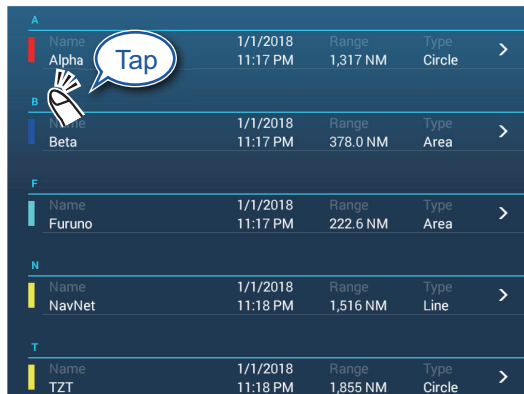 A
Name 1/1/2018 Range Type
Alpha 11:17 PM 1,317 NM Circle
Tap
B
Name 1/1/2018 Range Type
Beta 11:17 PM 378.0 NM Area
F
Name 1/1/2018 Range Type
Furuno 11:17 PM 222.6 NM Area
N
Name 1/1/2018 Range Type
NavNet 11:18 PM 1,516 NM Line
T
Name 1/1/2018 Range Type
TZT 11:18 PM 1,855 NM Circle